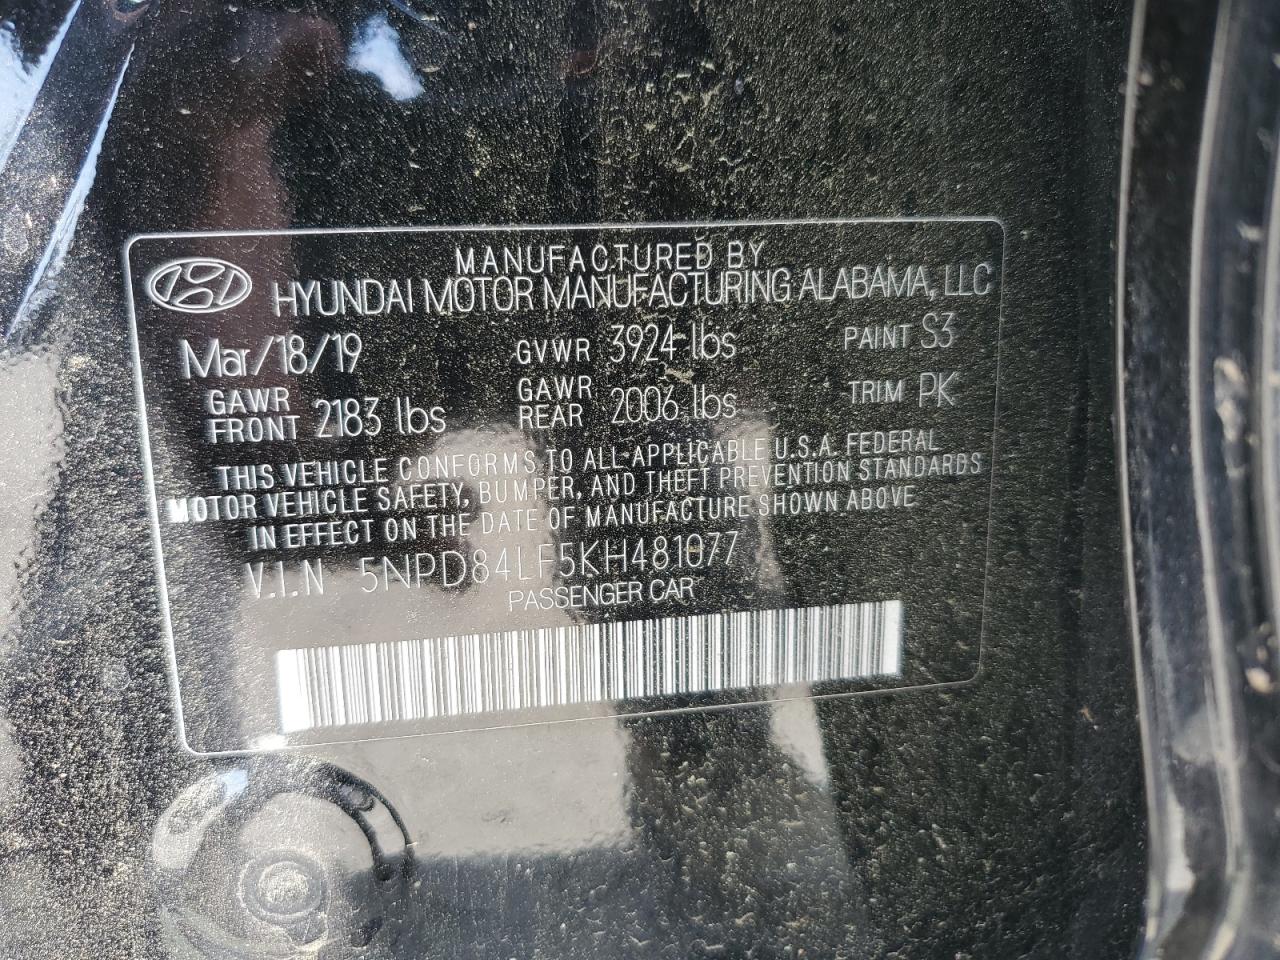 MANUFACTURED BY
HYUNDAI MOTOR MANUFACTURING ALABAMA, LLC
Mar/18/19 GVWR 3924 lbs PAINT S3
GAWR FRONT 2183 lbs GAWR REAR 2006 lbs TRIM PK
THIS VEHICLE CONFORMS TO ALL APPLICABLE U.S.A. FEDERAL
MOTOR VEHICLE SAFETY, BUMPER, AND THEFT PREVENTION STANDARDS
IN EFFECT ON THE DATE OF MANUFACTURE SHOWN ABOVE
V.I.N 5NPD84LF5KH481077
PASSENGER CAR